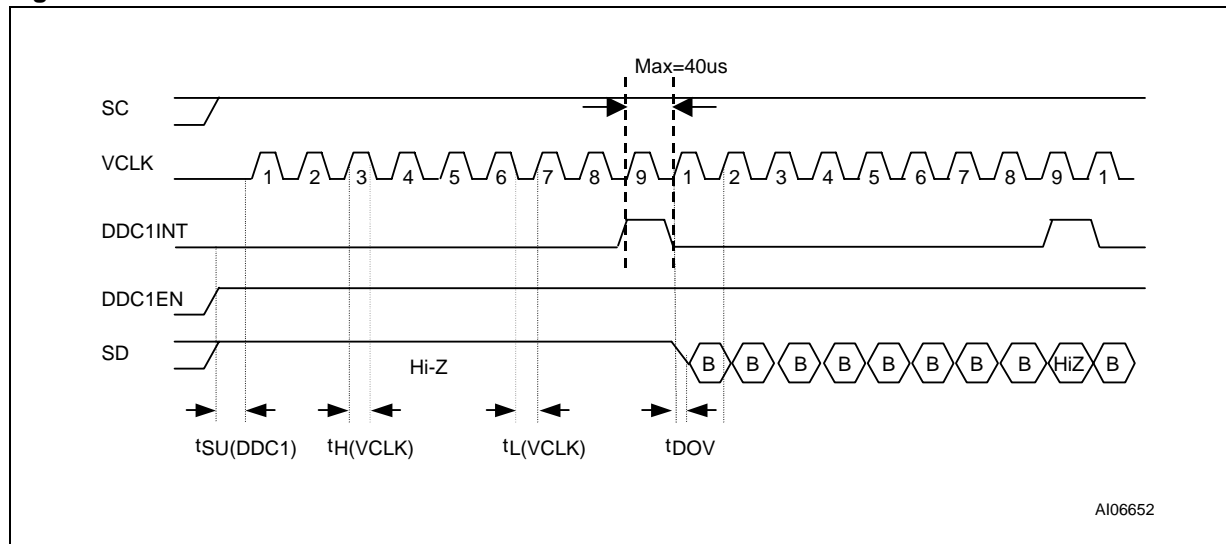 Max=40us
SC
VCLK
1 2 3 4 5 6 7 8 9 1 2 3 4 5 6 7 8 9 1
DDC1INT
DDC1EN
SD
Hi-Z
B B B B B B B B HiZ B
tSU(DDC1) tH(VCLK) tL(VCLK) tDOV
AI06652